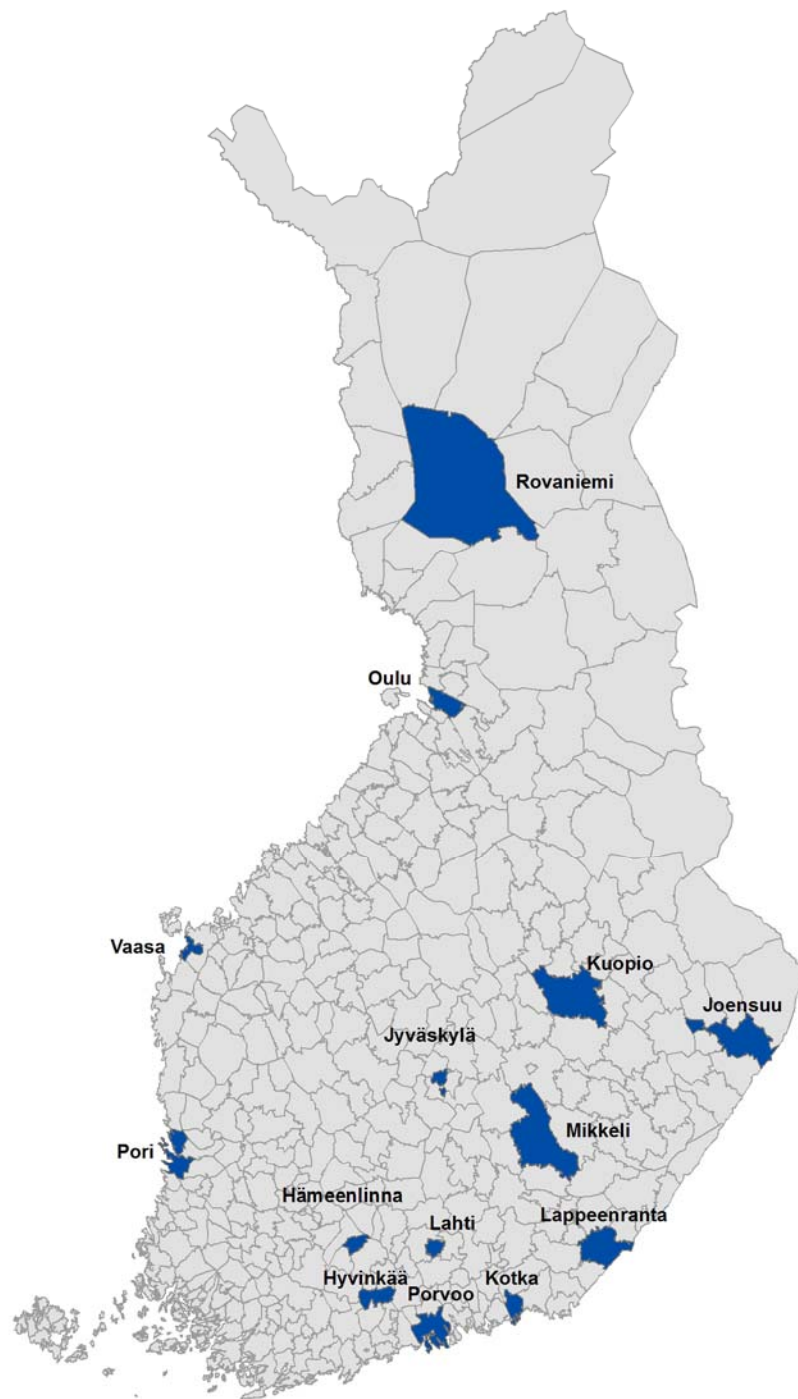 Rovaniemi
Oulu
Vaasa
Kuopio
Joensuu
Jyväskylä
Mikkeli
Pori
Hämeenlinna
Lappeenranta
Lahti
Hyvinkää
Kotka
Porvoo